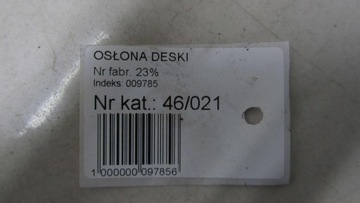 OSŁONA DESKI
Nr fabr. 23%
Indeks: 009785
Nr kat.: 46/021
1 000000 097856